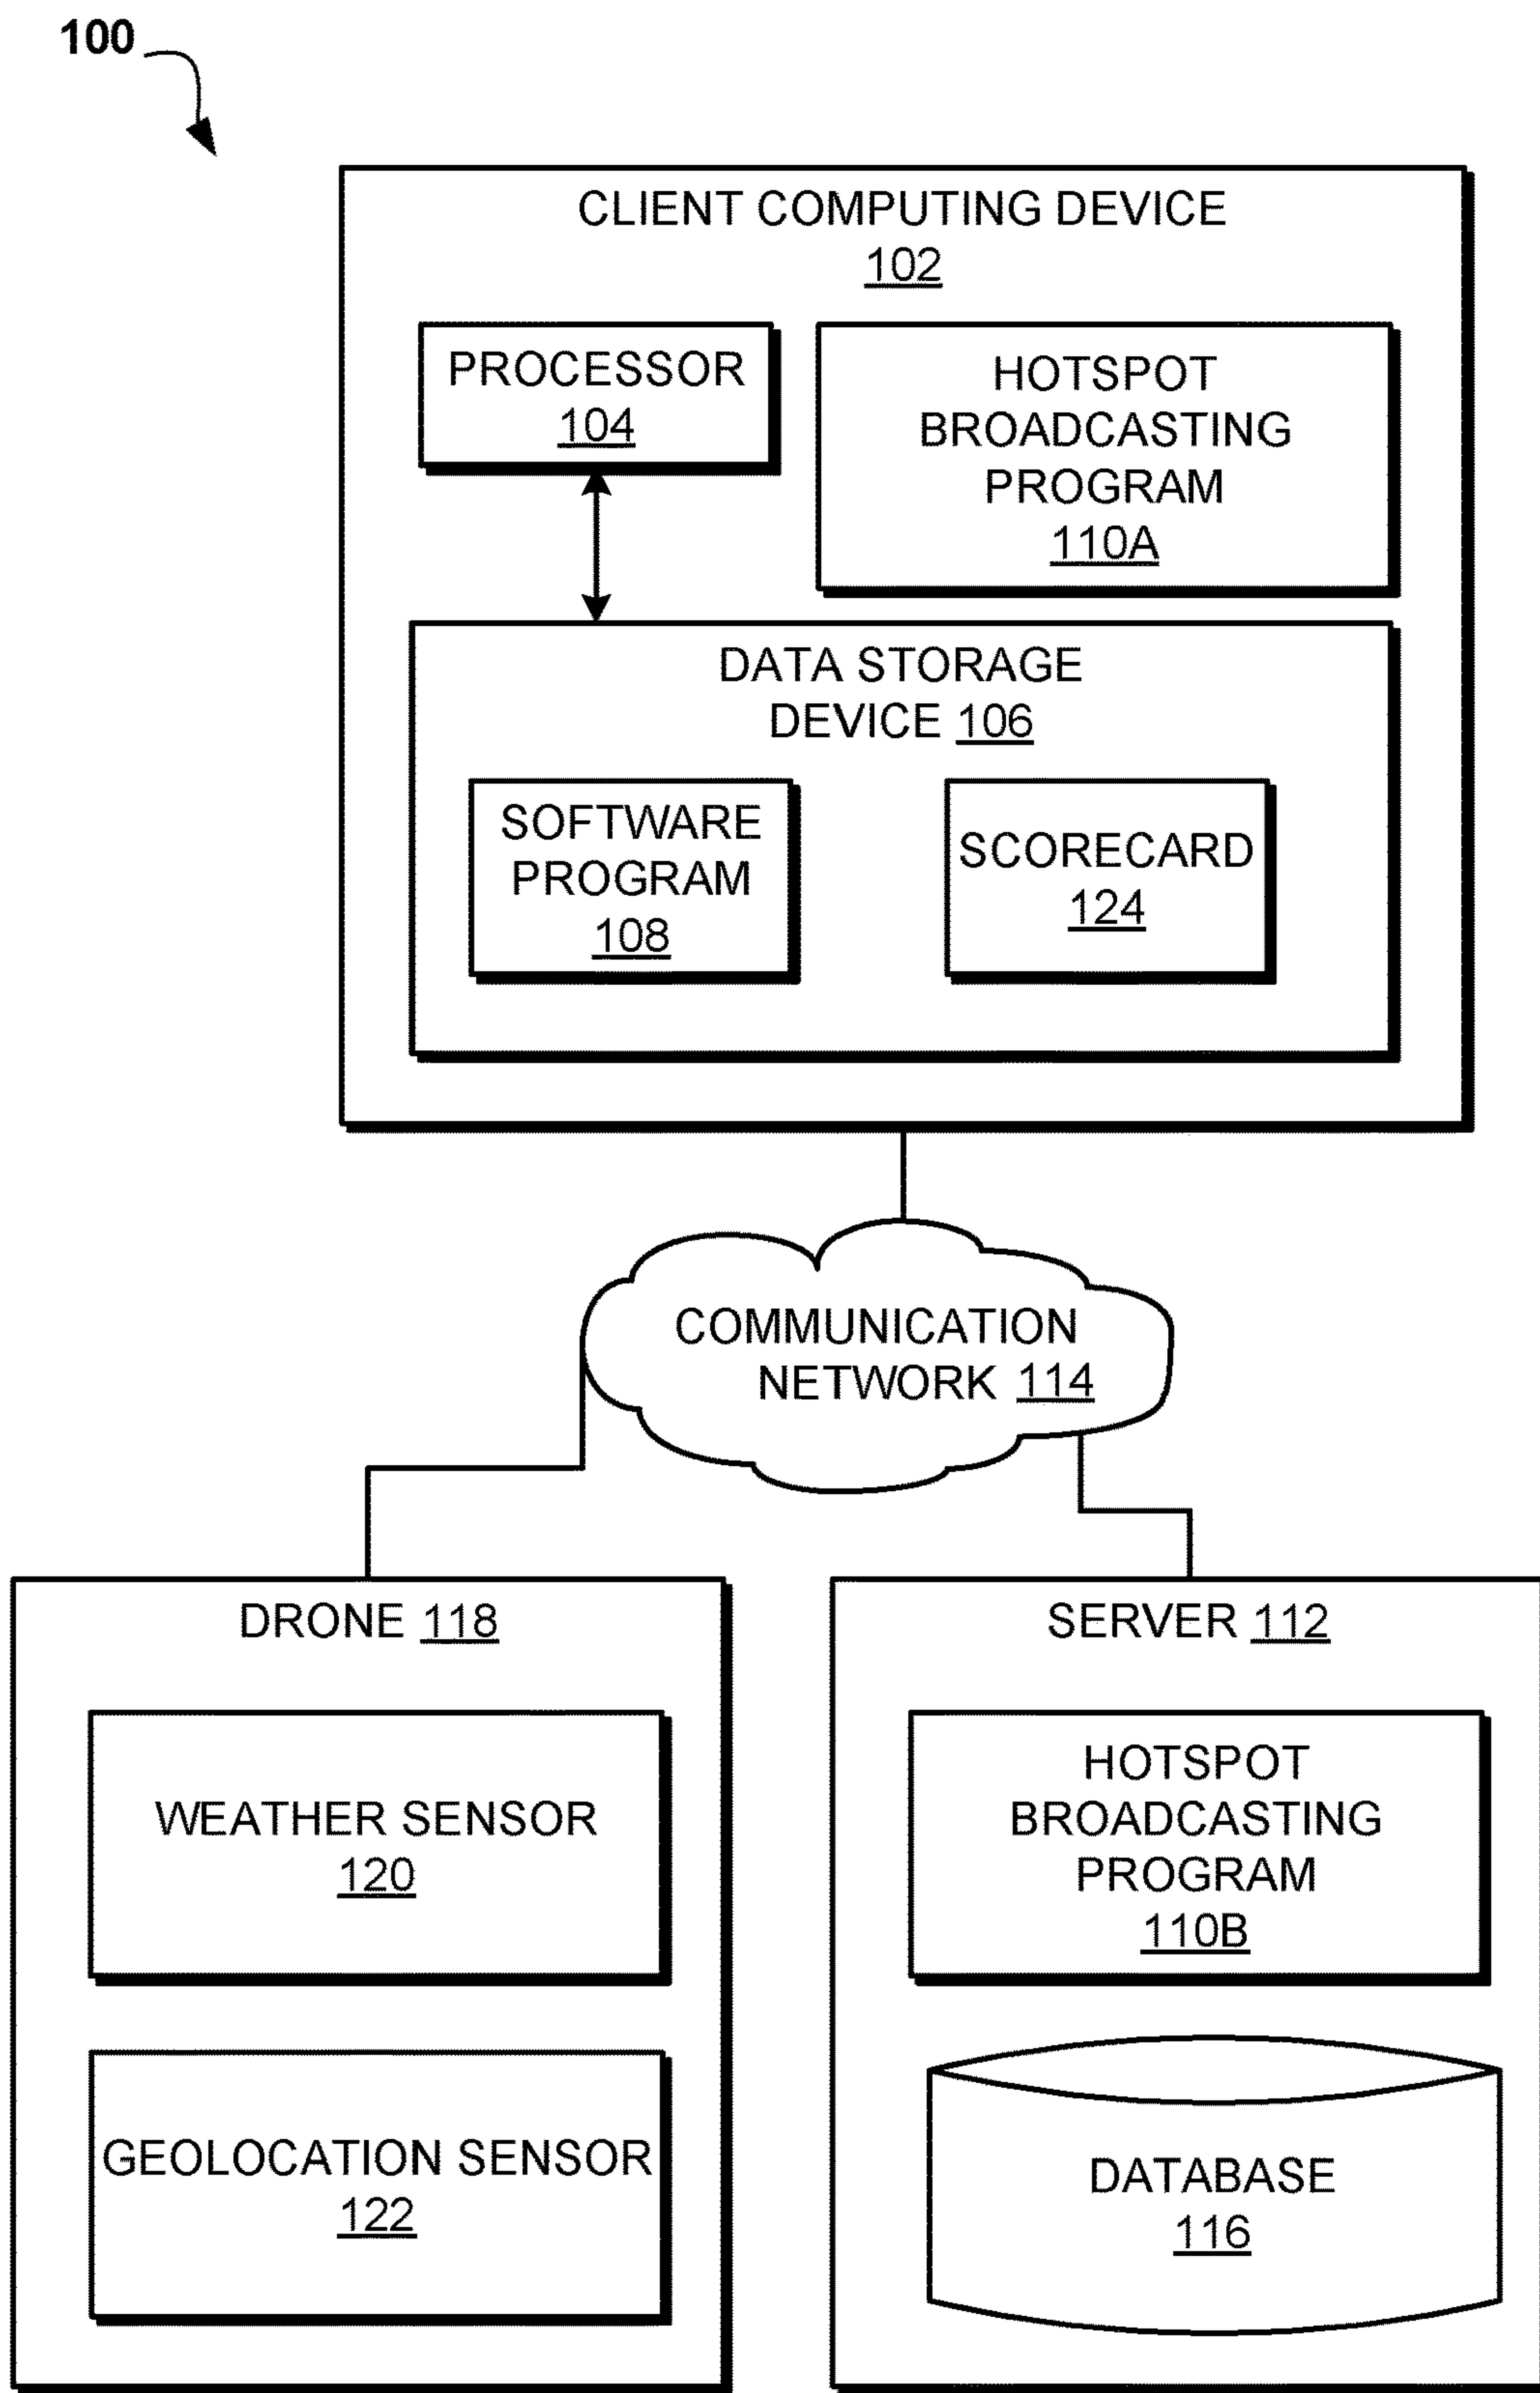 100
CLIENT COMPUTING DEVICE
102
PROCESSOR
104
HOTSPOT
BROADCASTING
PROGRAM
110A
DATA STORAGE
DEVICE 106
SOFTWARE
PROGRAM
108
SCORECARD
124
COMMUNICATION
NETWORK 114
DRONE 118
WEATHER SENSOR
120
GEOLOCATION SENSOR
122
SERVER 112
HOTSPOT
BROADCASTING
PROGRAM
110B
DATABASE
116